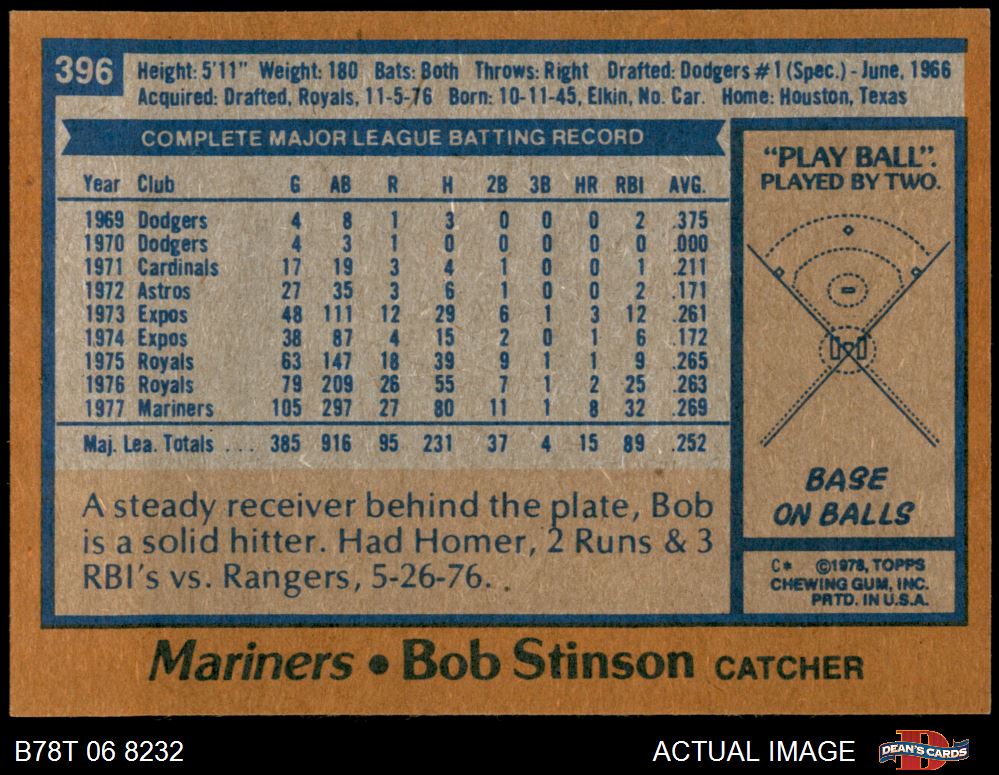 396
Height: 5'11" Weight: 180 Bats: Both Throws: Right Drafted: Dodgers #1 (Spec.) - June, 1966
Acquired: Drafted, Royals, 11-5-76 Born: 10-11-45, Elkin, No. Car. Home: Houston, Texas
COMPLETE MAJOR LEAGUE BATTING RECORD
Year Club G AB R H 2B 3B HR RBI AVG.
1969 Dodgers 4 8 1 3 0 0 0 2 .375
1970 Dodgers 4 3 1 0 0 0 0 0 .000
1971 Cardinals 17 19 3 4 1 0 0 1 .211
1972 Astros 27 35 3 6 1 0 0 2 .171
1973 Expos 48 111 12 29 6 1 3 12 .261
1974 Expos 38 87 4 15 2 0 1 6 .172
1975 Royals 63 147 18 39 9 1 1 9 .265
1976 Royals 79 209 26 55 7 1 2 25 .263
1977 Mariners 105 297 27 80 11 1 8 32 .269
Maj. Lea. Totals . . . 385 916 95 231 37 4 15 89 .252
A steady receiver behind the plate, Bob
is a solid hitter. Had Homer, 2 Runs & 3
RBI's vs. Rangers, 5-26-76.
"PLAY BALL".
PLAYED BY TWO.
BASE
ON BALLS
C* ©1978, TOPPS
CHEWING GUM, INC.
PRTD. IN U.S.A.
Mariners • Bob Stinson CATCHER
B78T 06 8232
ACTUAL IMAGE
D
DEAN'S CARDS